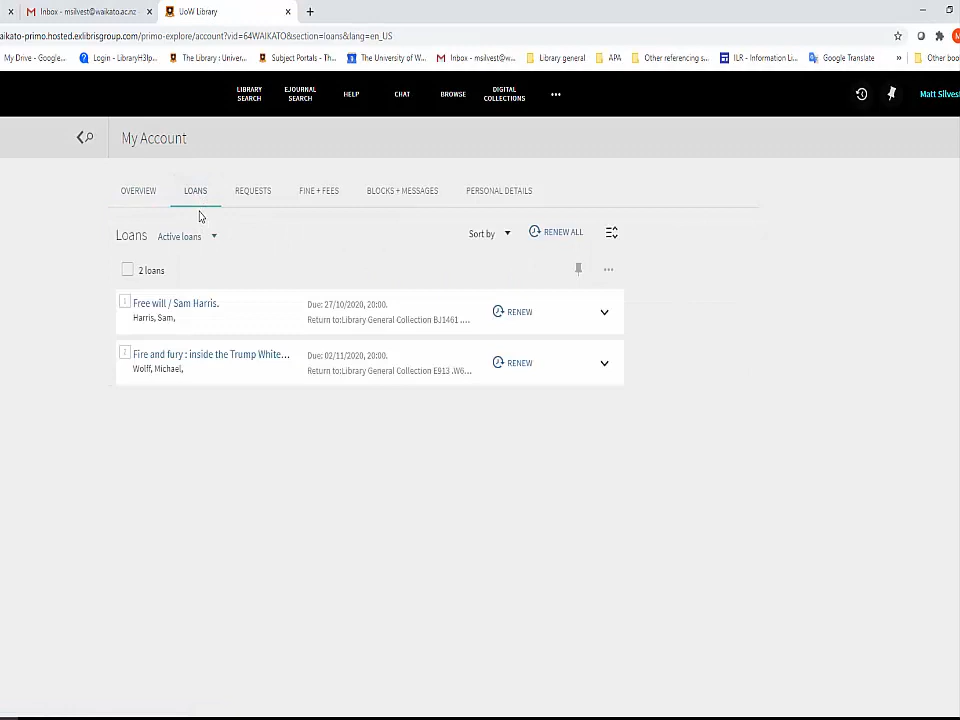 Inbox - msilvest@waikato.ac.nz
UoW Library
aikato-primo.hosted.exlibrisgroup.com/primo-explore/account?vid=64WAIKATO&section=loans&lang=en_US
My Drive - Google...
Login - LibraryH3lp...
The Library : Univer...
Subject Portals - Th...
The University of W...
Inbox - msilvest@w...
Library general
APA
Other referencing s...
ILR - Information Li...
Google Translate
»
Other boo
LIBRARY SEARCH
EJOURNAL SEARCH
HELP
CHAT
BROWSE
DIGITAL COLLECTIONS
Matt Silves
My Account
OVERVIEW
LOANS
REQUESTS
FINE + FEES
BLOCKS + MESSAGES
PERSONAL DETAILS
Loans
Active loans
Sort by
RENEW ALL
2 loans
1
Free will / Sam Harris.
Harris, Sam,
Due: 27/10/2020, 20:00.
Return to:Library General Collection BJ1461 ....
RENEW
2
Fire and fury : inside the Trump White...
Wolff, Michael,
Due: 02/11/2020, 20:00.
Return to:Library General Collection E913 .W6...
RENEW